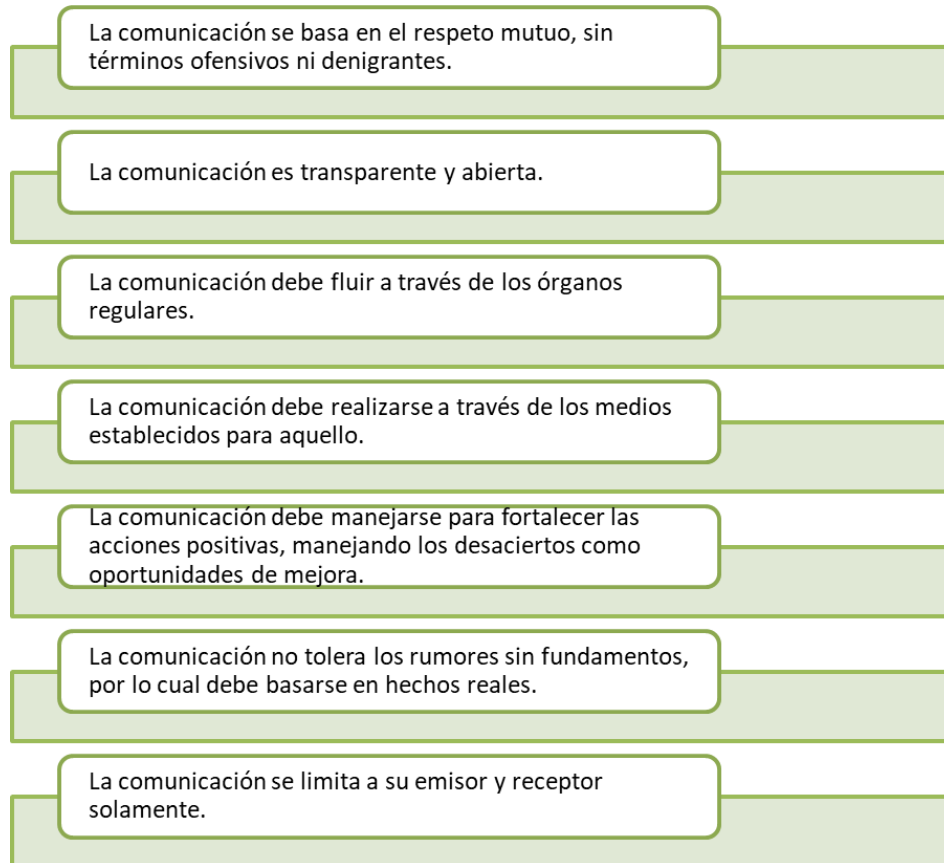 La comunicación se basa en el respeto mutuo, sin
términos ofensivos ni denigrantes.
La comunicación es transparente y abierta.
La comunicación debe fluir a través de los órganos
regulares.
La comunicación debe realizarse a través de los medios
establecidos para aquello.
La comunicación debe manejarse para fortalecer las
acciones positivas, manejando los desaciertos como
oportunidades de mejora.
La comunicación no tolera los rumores sin fundamentos,
por lo cual debe basarse en hechos reales.
La comunicación se limita a su emisor y receptor
solamente.